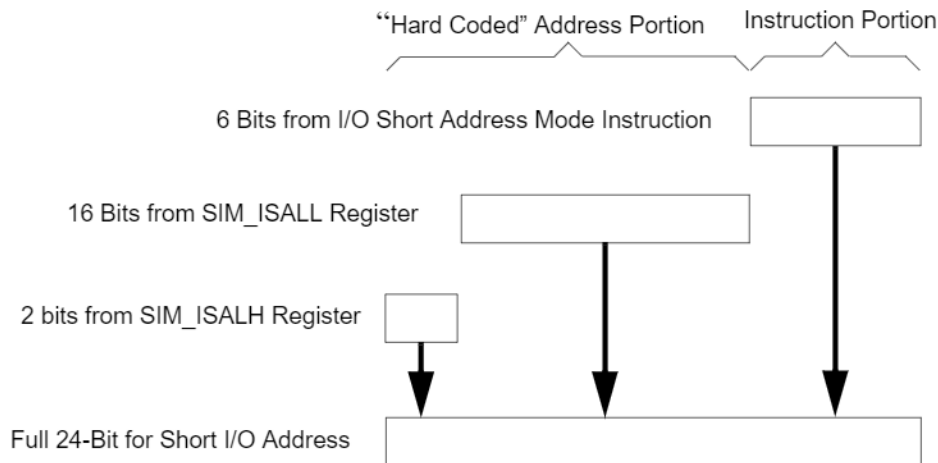 “Hard Coded” Address Portion
Instruction Portion
6 Bits from I/O Short Address Mode Instruction
16 Bits from SIM_ISALL Register
2 bits from SIM_ISALH Register
Full 24-Bit for Short I/O Address